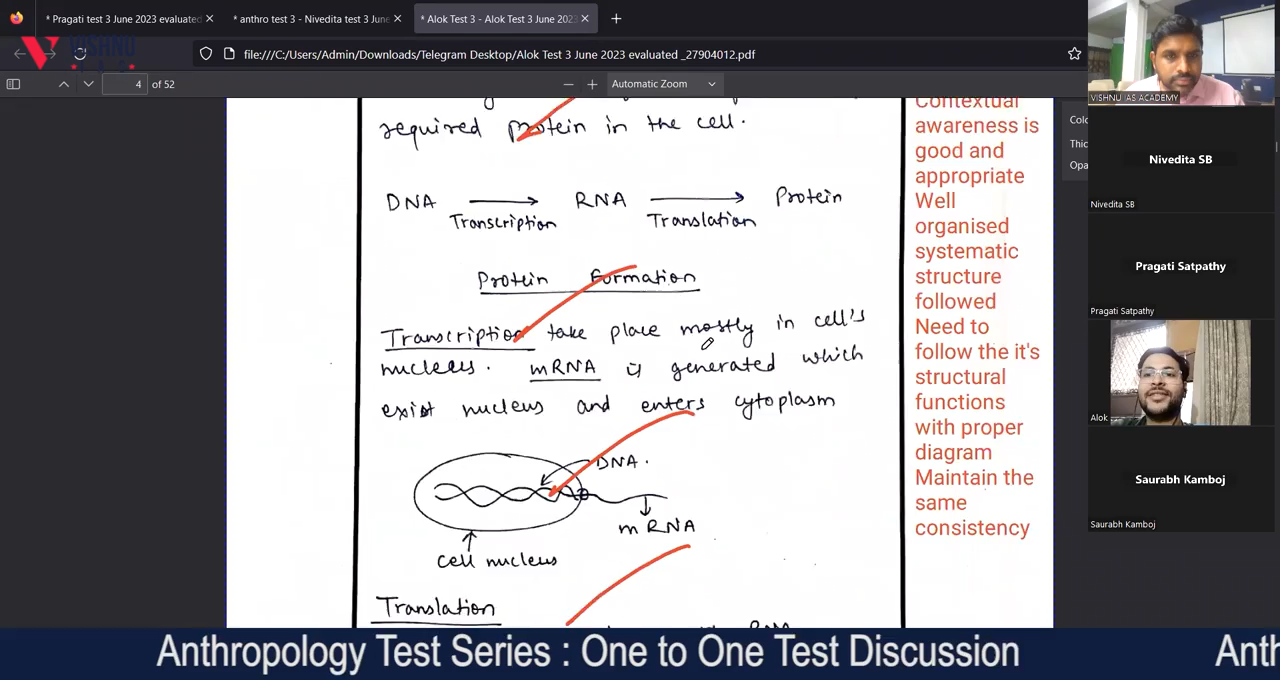 * Pragati test 3 June 2023 evaluated
* anthro test 3 - Nivedita test 3 June
* Alok Test 3 - Alok Test 3 June 2023
VISHNU
file:///C:/Users/Admin/Downloads/Telegram Desktop/Alok Test 3 June 2023 evaluated _27904012.pdf
4 of 52
Automatic Zoom
required protein in the cell.
DNA Transcription RNA Translation Protein
Protein Formation
Transcription take place mostly in cell's
nucleus. mRNA is generated which
exist nucleus and enters cytoplasm
DNA.
mRNA
cell nucleus
Translation
Contextual
awareness is
good and
appropriate
Well
organised
systematic
structure
followed
Need to
follow the it's
structural
functions
with proper
diagram
Maintain the
same
consistency
Colo
Thic
Opa
VISHNU IAS ACADEMY
Nivedita SB
Nivedita SB
Pragati Satpathy
Pragati Satpathy
Alok
Saurabh Kamboj
Saurabh Kamboj
Anthropology Test Series : One to One Test Discussion
Anth